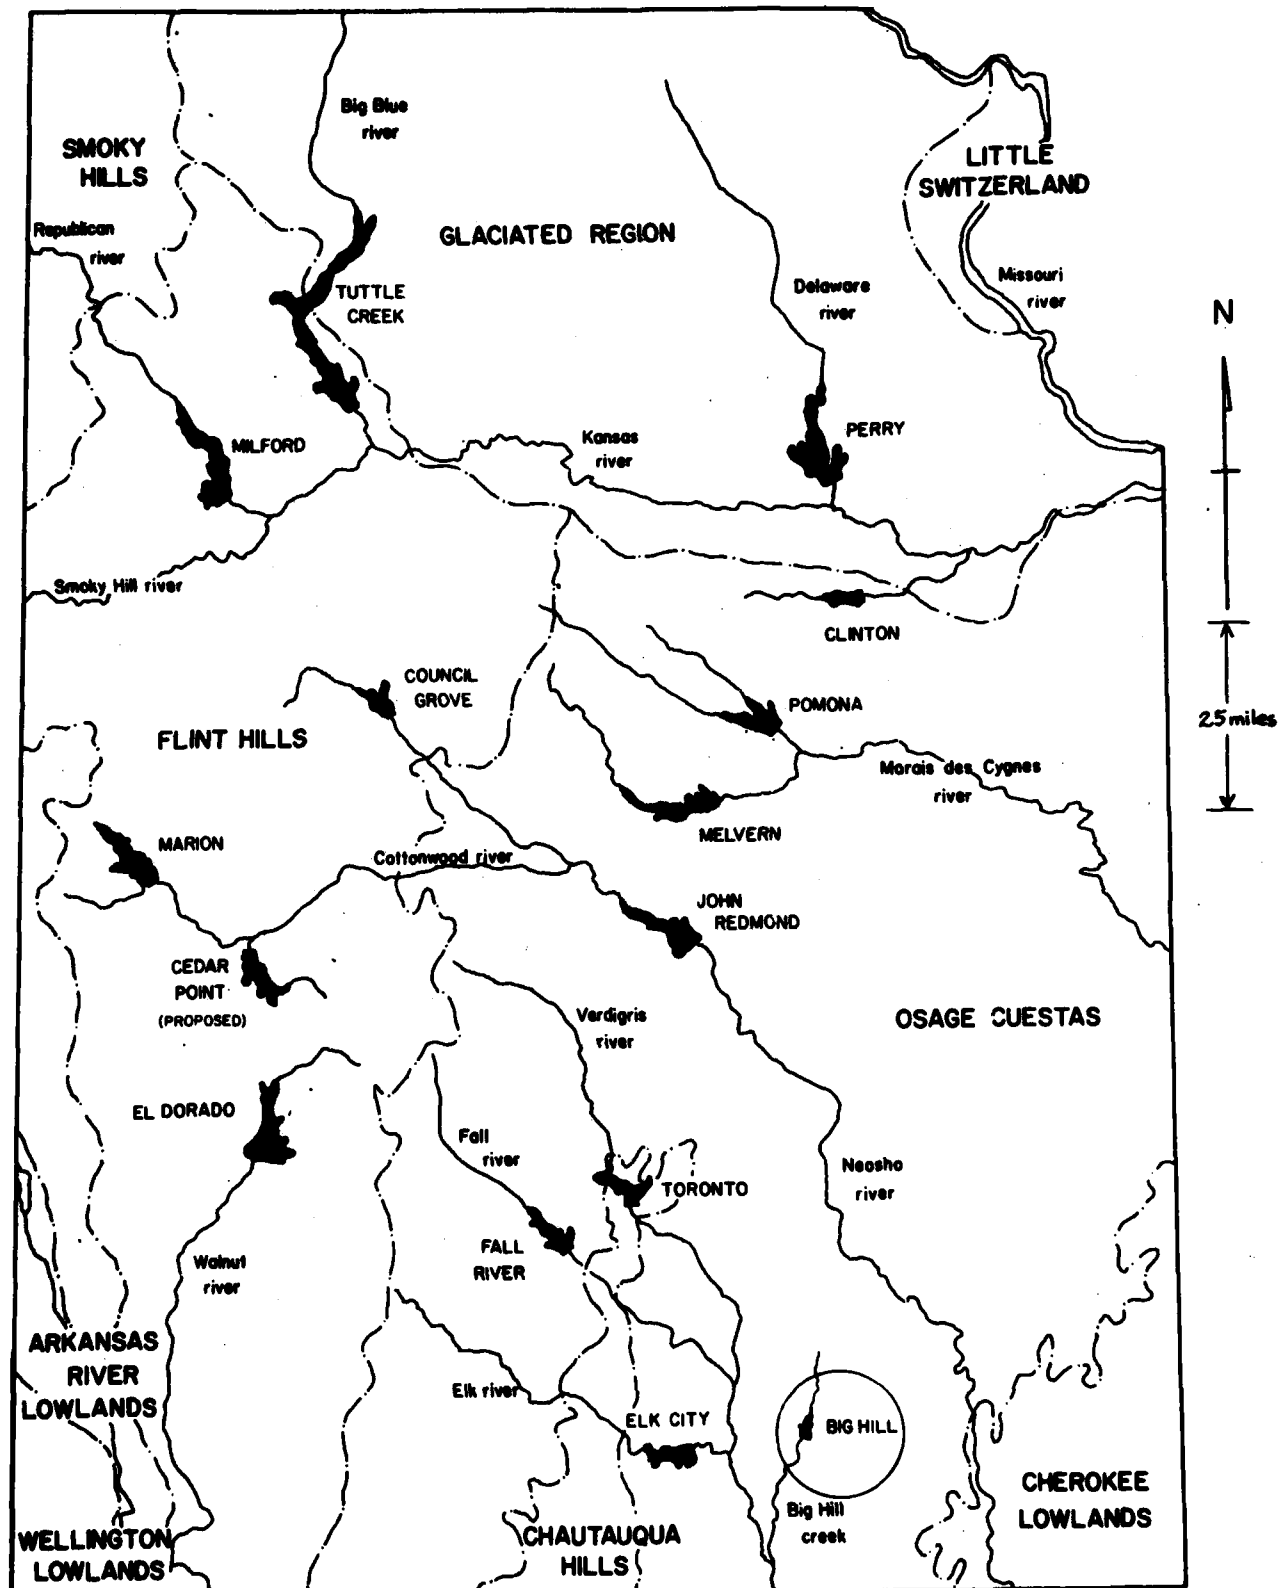 Big Blue
river
SMOKY
HILLS
LITTLE
SWITZERLAND
Republican
river
GLACIATED REGION
Missouri
river
Delaware
river
TUTTLE
CREEK
N
MILFORD
Kansas
river
PERRY
Smoky Hill river
CLINTON
COUNCIL
GROVE
POMONA
25 miles
FLINT HILLS
Marais des Cygnes
river
MELVERN
MARION
Cottonwood river
JOHN
REDMOND
CEDAR
POINT
(PROPOSED)
Verdigris
river
OSAGE CUESTAS
EL DORADO
Fall
river
Neosho
river
TORONTO
FALL
RIVER
Walnut
river
ARKANSAS
RIVER
LOWLANDS
Elk river
ELK CITY
BIG HILL
CHEROKEE
LOWLANDS
Big Hill
creek
WELLINGTON
LOWLANDS
CHAUTAUQUA
HILLS